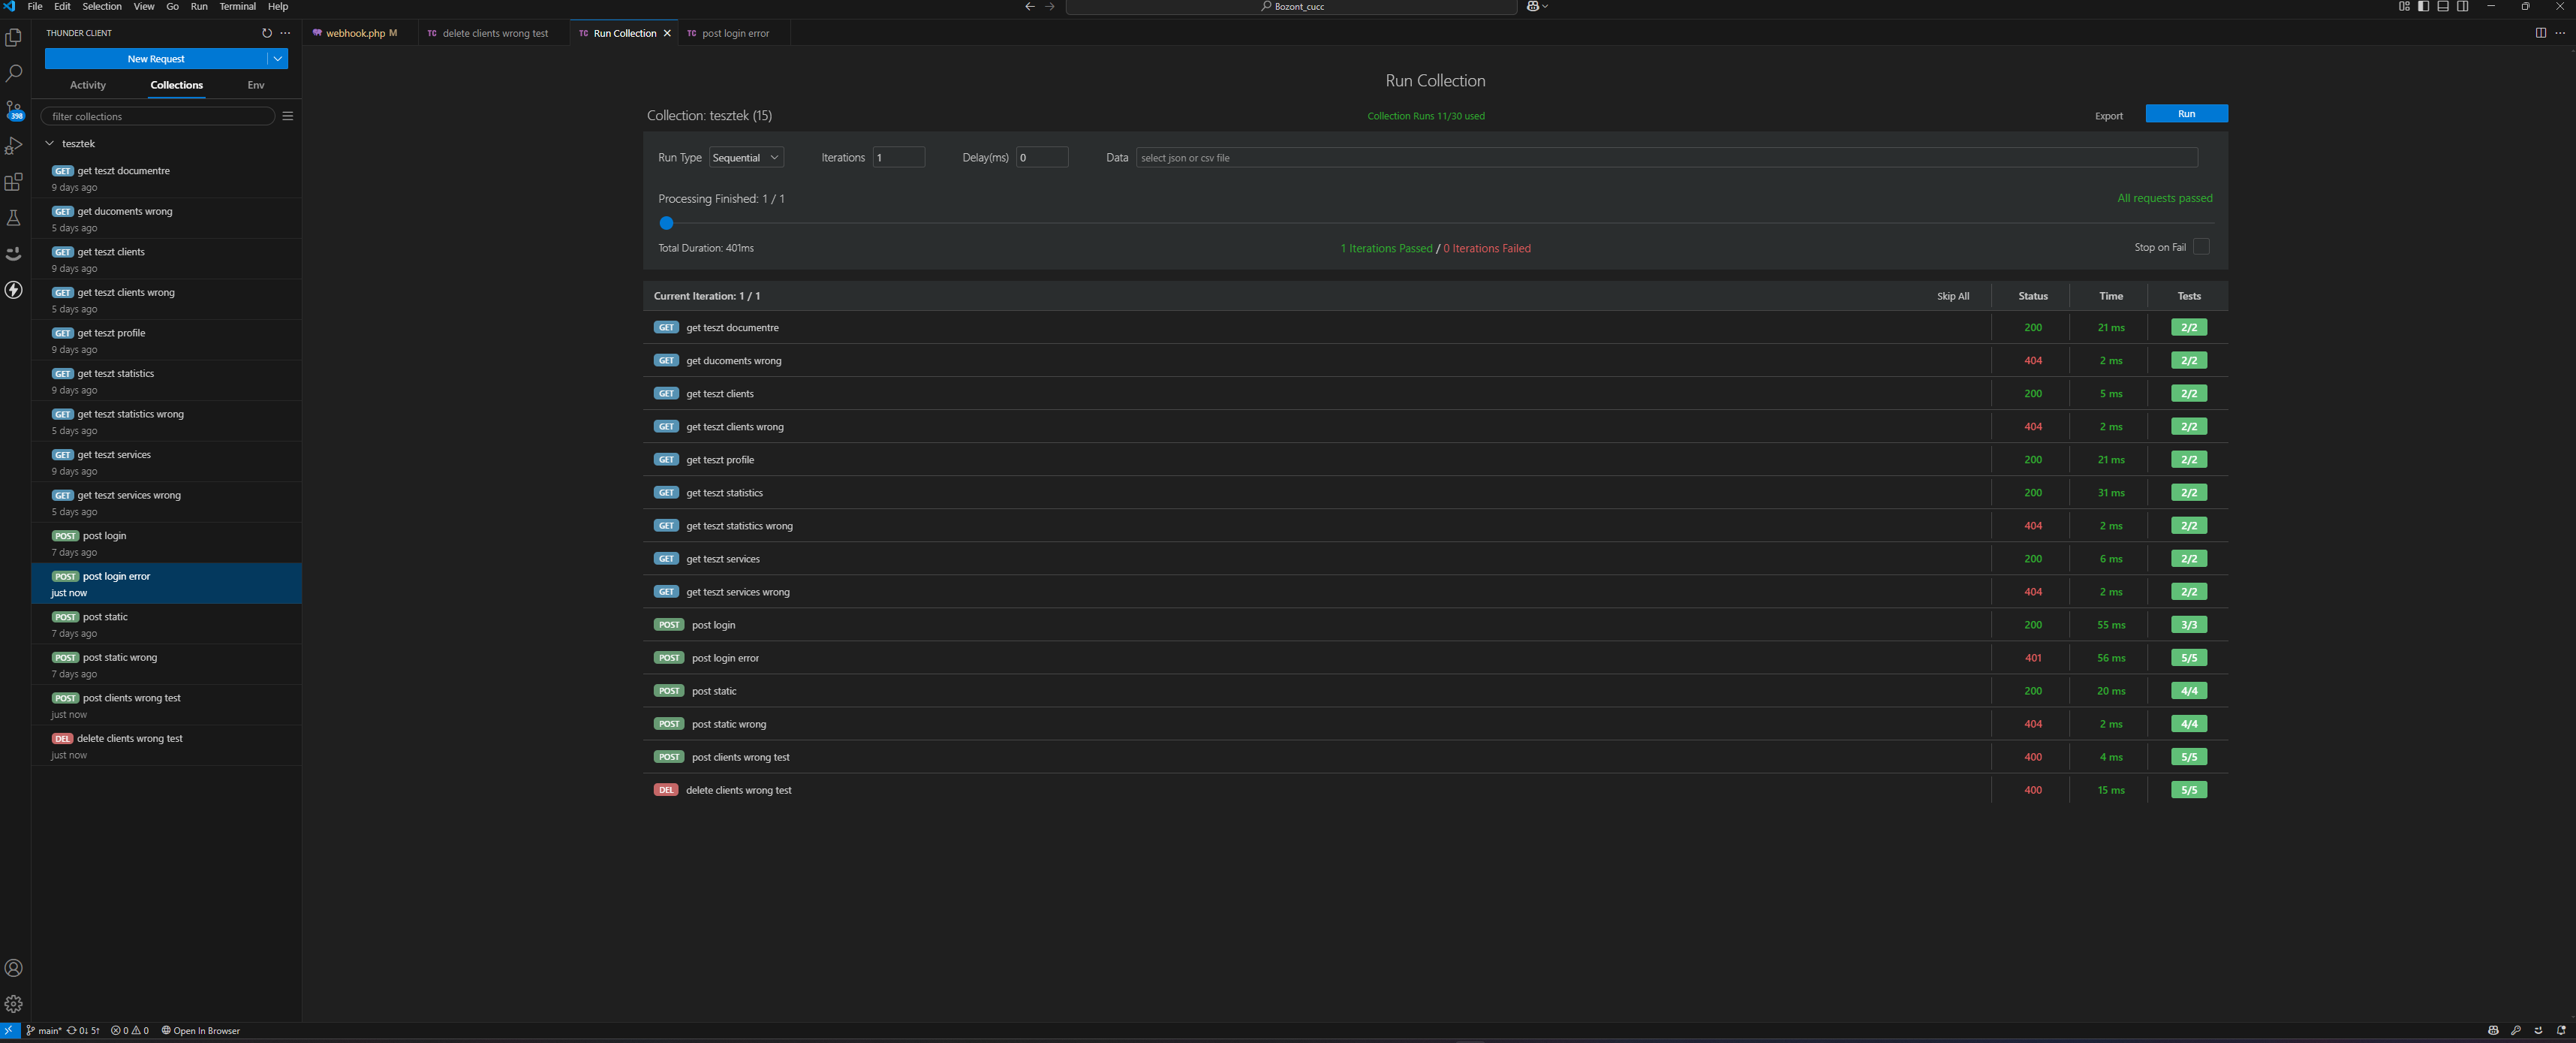 File Edit Selection View Go Run Terminal Help
Bozont_cucc
THUNDER CLIENT
New Request
Activity Collections Env
filter collections
tesztek
GET get teszt documentre
9 days ago
GET get ducoments wrong
5 days ago
GET get teszt clients
9 days ago
GET get teszt clients wrong
5 days ago
GET get teszt profile
9 days ago
GET get teszt statistics
9 days ago
GET get teszt statistics wrong
5 days ago
GET get teszt services
9 days ago
GET get teszt services wrong
5 days ago
POST post login
7 days ago
POST post login error
just now
POST post static
7 days ago
POST post static wrong
7 days ago
POST post clients wrong test
just now
DEL delete clients wrong test
just now
398
webhook.php M
TC delete clients wrong test
TC Run Collection
TC post login error
Run Collection
Collection: tesztek (15) Collection Runs 11/30 used Export Run
Run Type Sequential Iterations 1 Delay(ms) 0 Data select json or csv file
Processing Finished: 1 / 1 All requests passed
Total Duration: 401ms 1 Iterations Passed / 0 Iterations Failed Stop on Fail
Current Iteration: 1 / 1 Skip All Status Time Tests
GET get teszt documentre 200 21 ms 2/2
GET get ducoments wrong 404 2 ms 2/2
GET get teszt clients 200 5 ms 2/2
GET get teszt clients wrong 404 2 ms 2/2
GET get teszt profile 200 21 ms 2/2
GET get teszt statistics 200 31 ms 2/2
GET get teszt statistics wrong 404 2 ms 2/2
GET get teszt services 200 6 ms 2/2
GET get teszt services wrong 404 2 ms 2/2
POST post login 200 55 ms 3/3
POST post login error 401 56 ms 5/5
POST post static 200 20 ms 4/4
POST post static wrong 404 2 ms 4/4
POST post clients wrong test 400 4 ms 5/5
DEL delete clients wrong test 400 15 ms 5/5
main* 0↓ 5↑ 0 0 Open In Browser